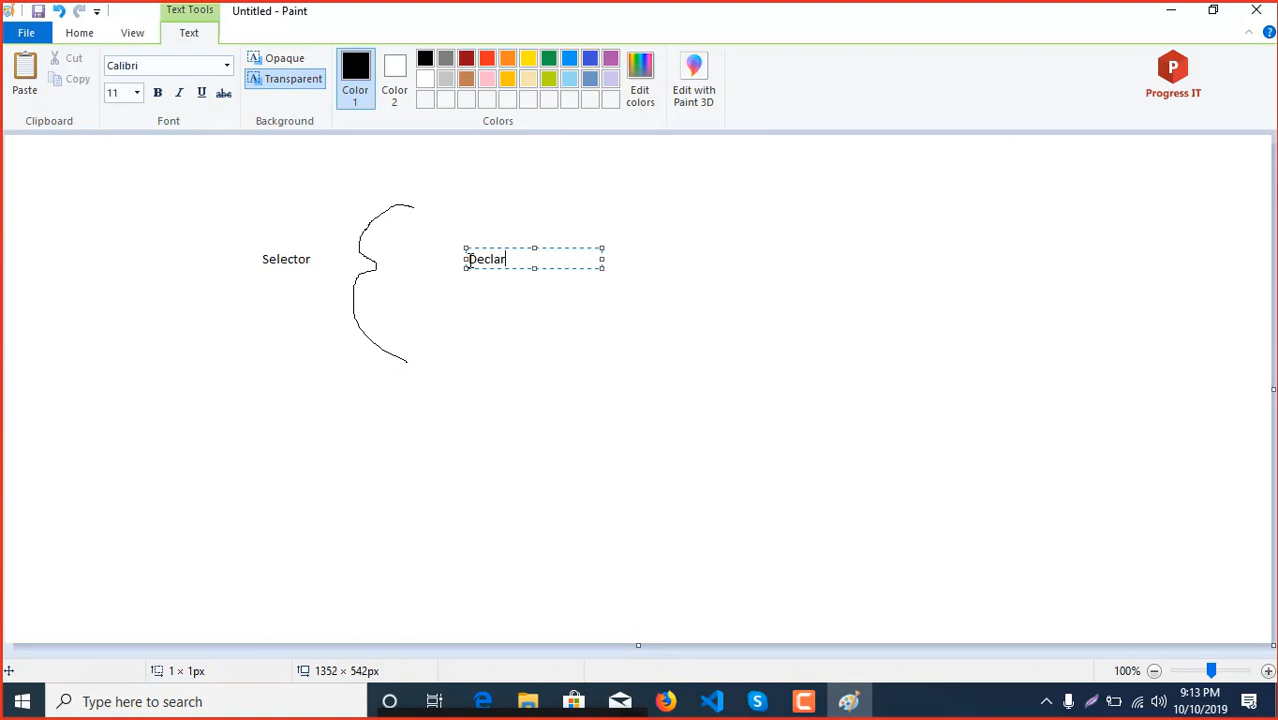 Text Tools
Untitled - Paint
File
Home
View
Text
Paste
Cut
Copy
Clipboard
Calibri
11
B
I
U
abc
Font
Opaque
Transparent
Background
Color 1
Color 2
Edit colors
Colors
Edit with Paint 3D
P
Progress IT
Selector
Declar
1 × 1px
1352 × 542px
100%
Type here to search
9:13 PM
10/10/2019